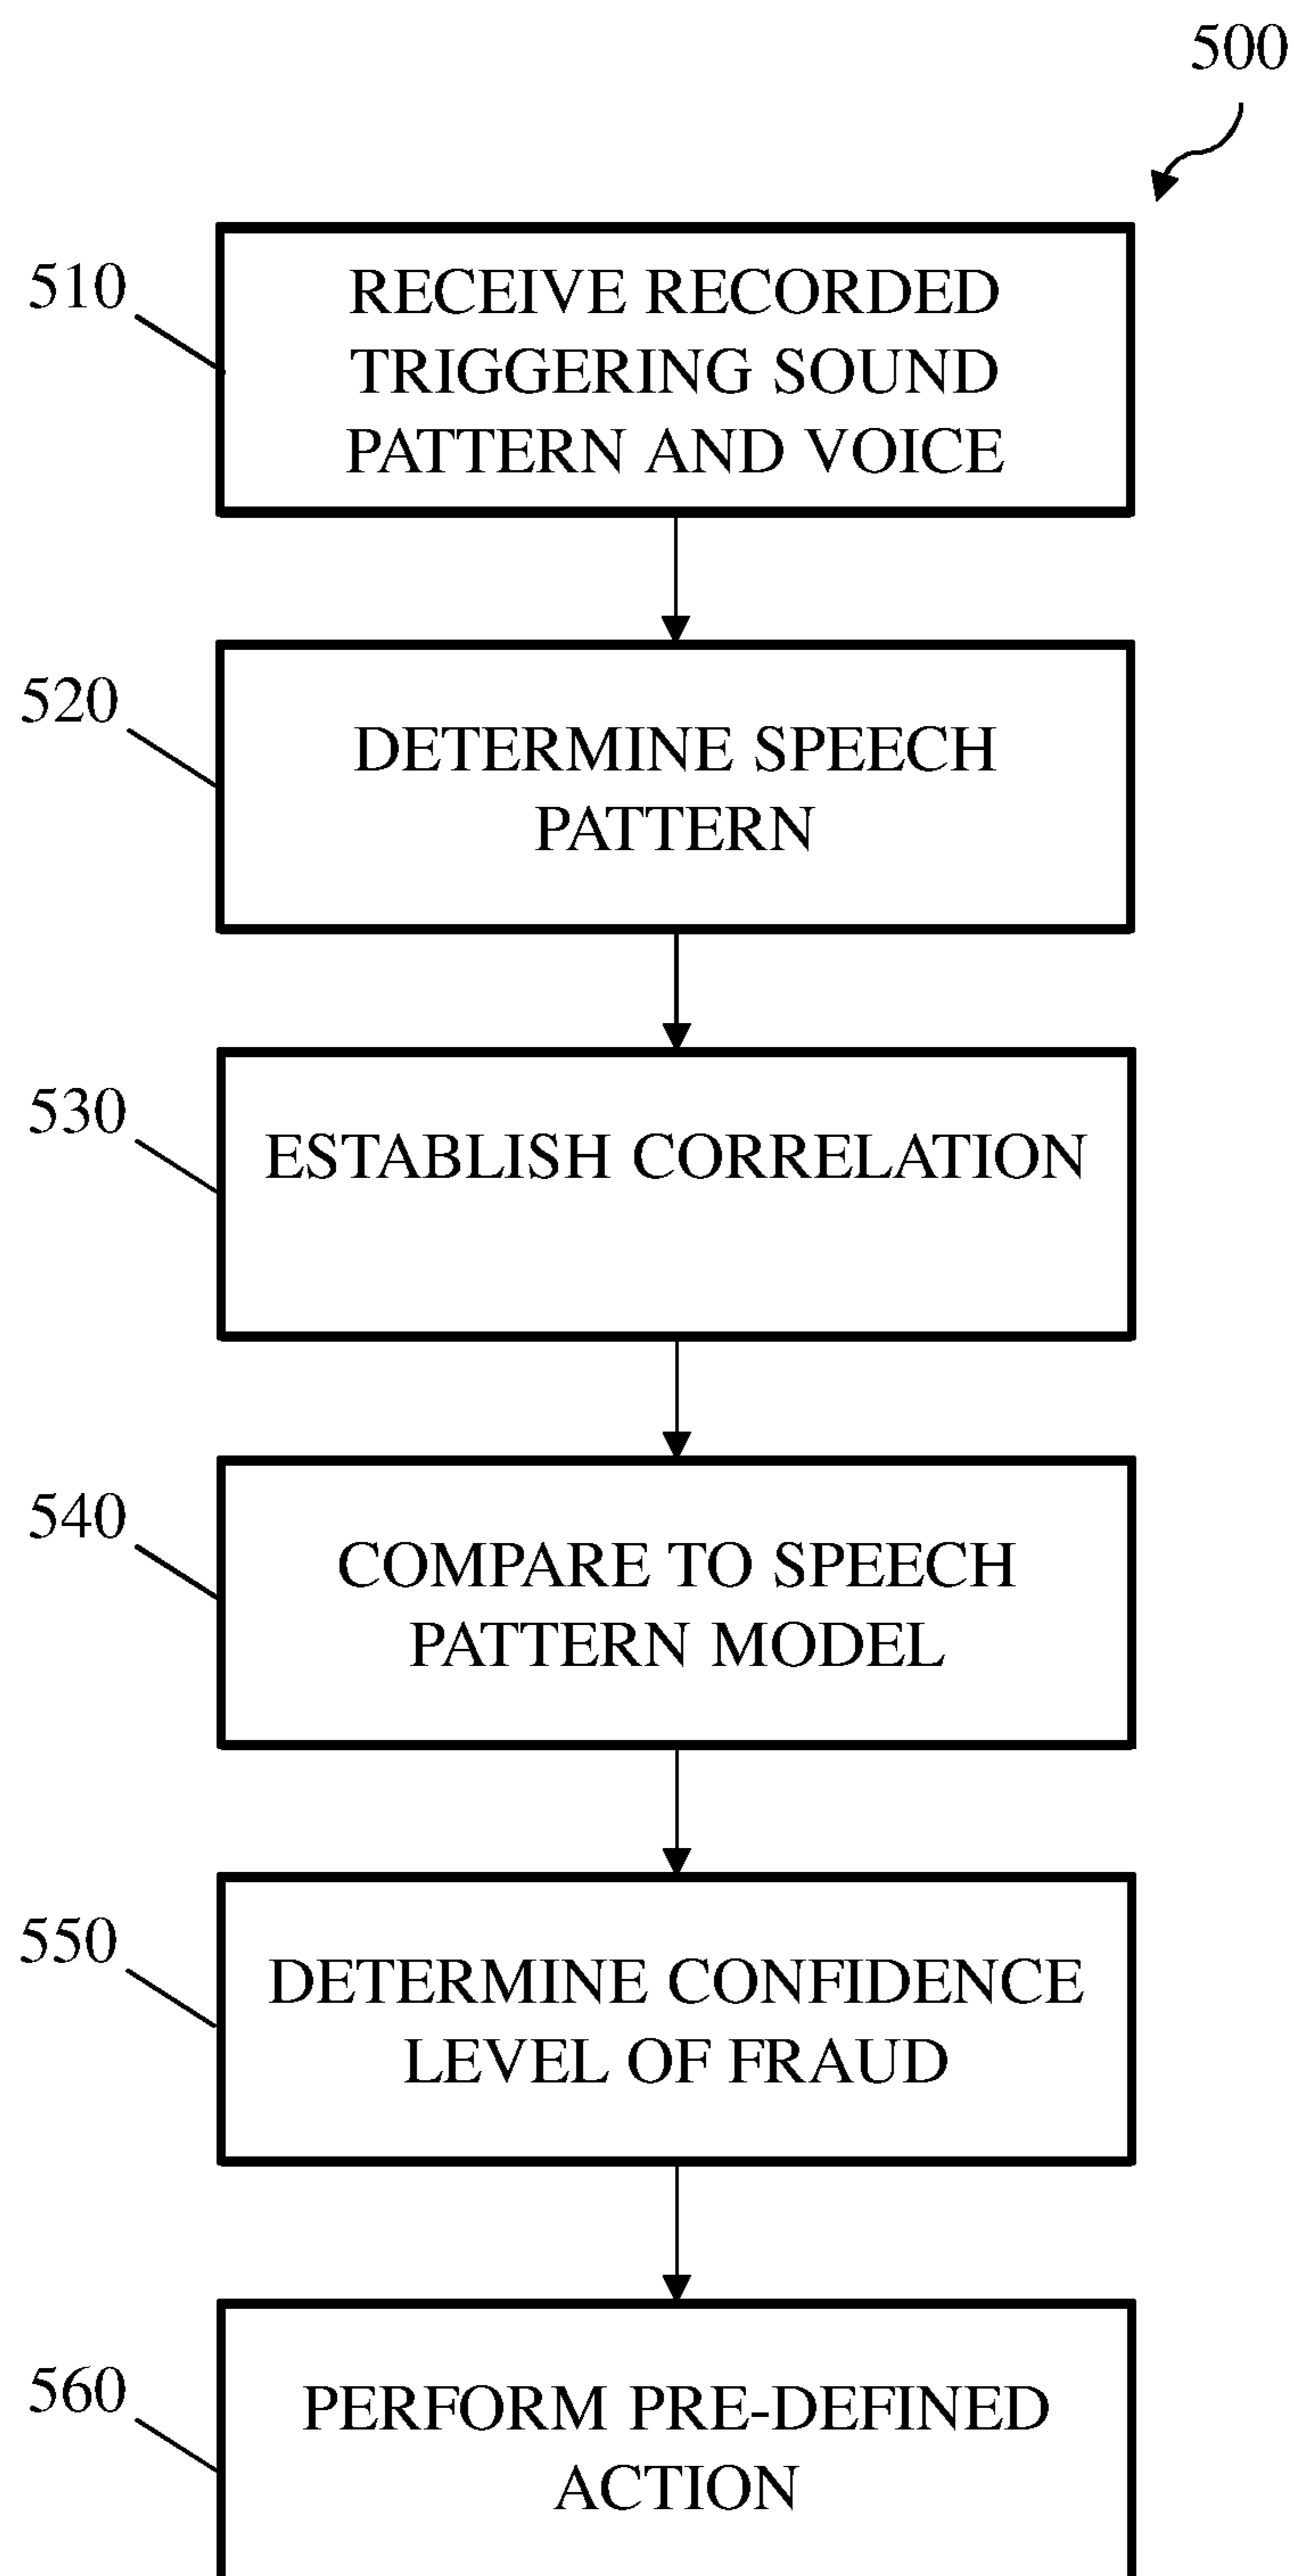 500
510
RECEIVE RECORDED
TRIGGERING SOUND
PATTERN AND VOICE
520
DETERMINE SPEECH
PATTERN
530
ESTABLISH CORRELATION
540
COMPARE TO SPEECH
PATTERN MODEL
550
DETERMINE CONFIDENCE
LEVEL OF FRAUD
560
PERFORM PRE-DEFINED
ACTION